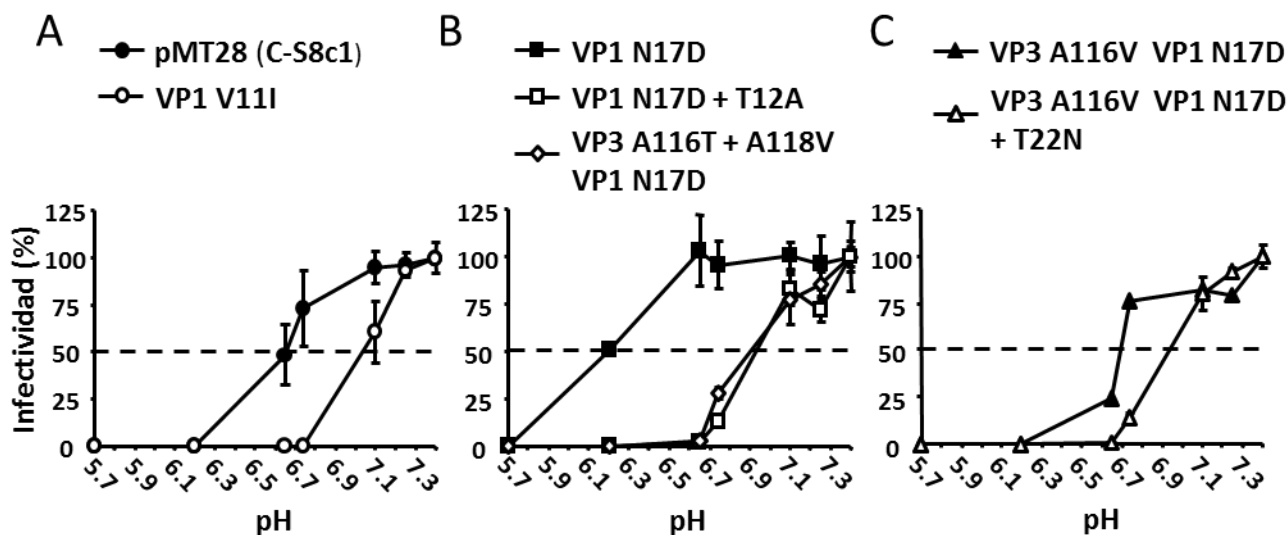 A
pMT28 (C-S8c1)
VP1 V11I
B
VP1 N17D
VP1 N17D + T12A
VP3 A116T + A118V
VP1 N17D
C
VP3 A116V VP1 N17D
VP3 A116V VP1 N17D
+ T22N
Infectividad (%)
125
100
75
50
25
0
5.7
5.9
6.1
6.3
6.5
6.7
6.9
7.1
7.3
pH
125
100
75
50
25
0
5.7
5.9
6.1
6.3
6.5
6.7
6.9
7.1
7.3
pH
125
100
75
50
25
0
5.7
5.9
6.1
6.3
6.5
6.7
6.9
7.1
7.3
pH